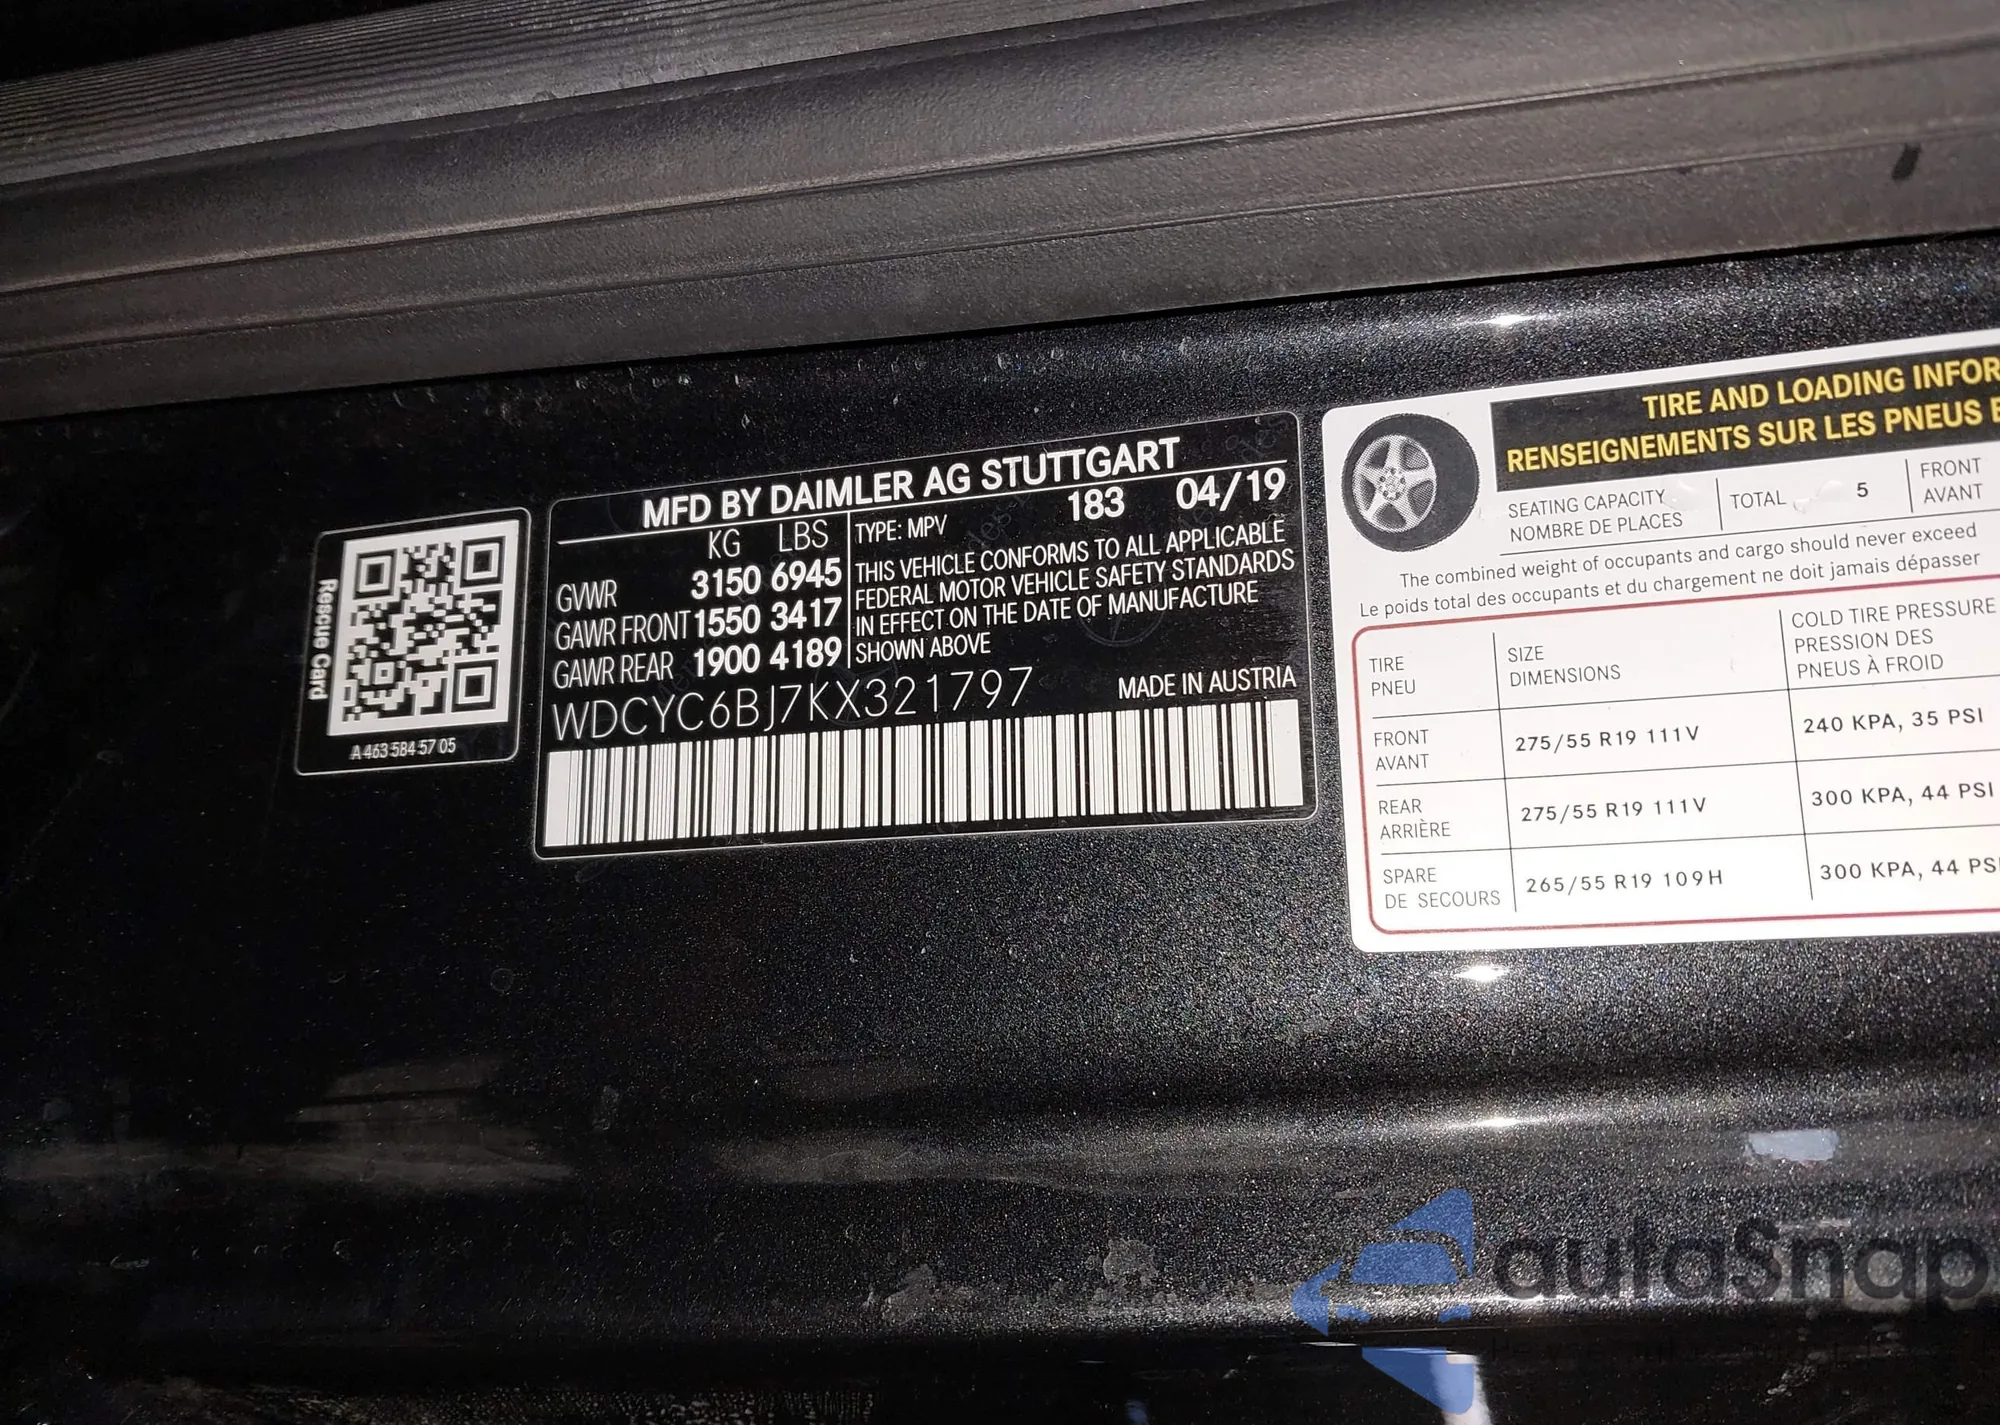 Rescue Card
A 463 584 57 05
MFD BY DAIMLER AG STUTTGART
183 04/19
KG LBS
GVWR 3150 6945
GAWR FRONT 1550 3417
GAWR REAR 1900 4189
TYPE: MPV
THIS VEHICLE CONFORMS TO ALL APPLICABLE
FEDERAL MOTOR VEHICLE SAFETY STANDARDS
IN EFFECT ON THE DATE OF MANUFACTURE
SHOWN ABOVE
WDCYC6BJ7KX321797
MADE IN AUSTRIA
TIRE AND LOADING INFOR
RENSEIGNEMENTS SUR LES PNEUS E
SEATING CAPACITY
NOMBRE DE PLACES
TOTAL 5
FRONT
AVANT
The combined weight of occupants and cargo should never exceed
Le poids total des occupants et du chargement ne doit jamais dépasser
TIRE
PNEU
SIZE
DIMENSIONS
COLD TIRE PRESSURE
PRESSION DES
PNEUS À FROID
FRONT
AVANT
275/55 R19 111V
240 KPA, 35 PSI
REAR
ARRIÈRE
275/55 R19 111V
300 KPA, 44 PSI
SPARE
DE SECOURS
265/55 R19 109H
300 KPA, 44 PSI
autaSnap